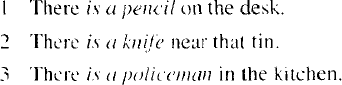 1 There is a pencil on the desk.
2 There is a knife near that tin.
3 There is a policeman in the kitchen.